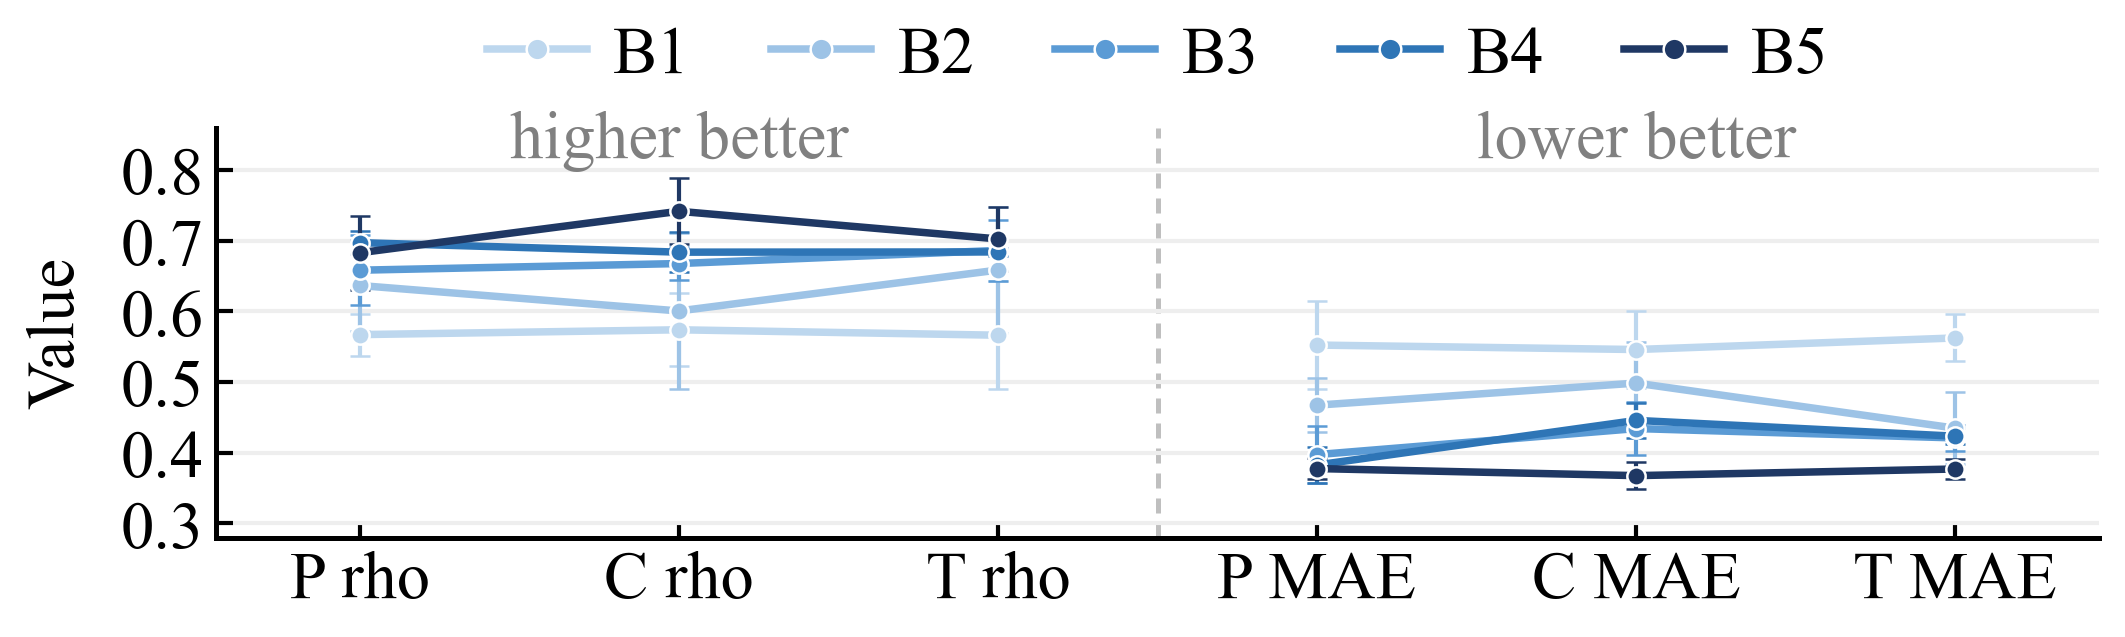 B1 B2 B3 B4 B5
higher better lower better
0.8
0.7
0.6
0.5
0.4
0.3
Value
P rho C rho T rho P MAE C MAE T MAE